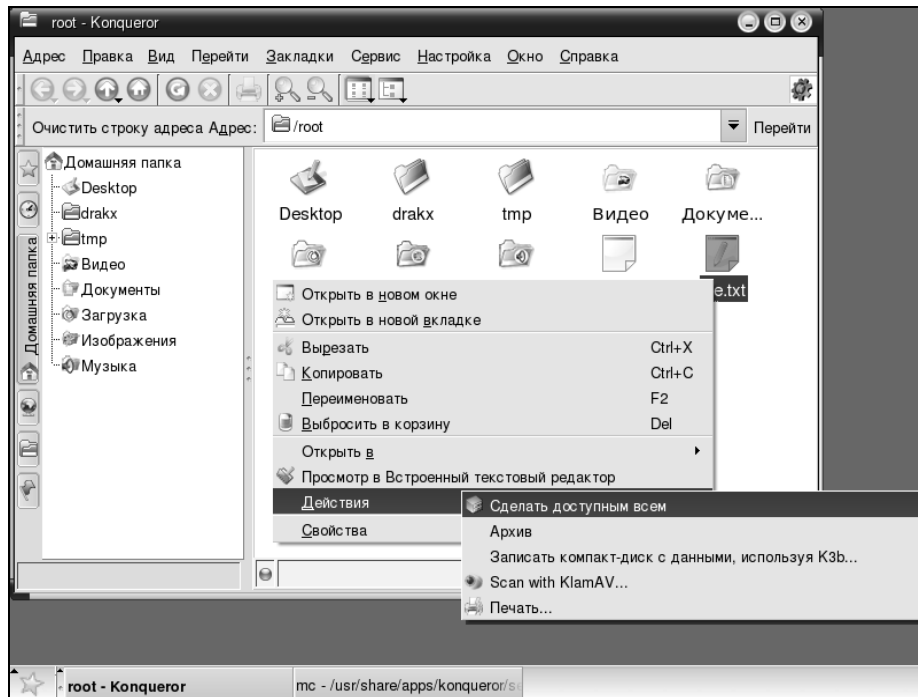 root - Konqueror
Адрес Правка Вид Перейти Закладки Сервис Настройка Окно Справка
Очистить строку адреса Адрес: /root Перейти
Домашняя папка
Домашняя папка
Desktop
drakx
tmp
Видео
Документы
Загрузка
Изображения
Музыка
Desktop drakx tmp Видео Докуме...
e.txt
Открыть в новом окне
Открыть в новой вкладке
Вырезать Ctrl+X
Копировать Ctrl+C
Переименовать F2
Выбросить в корзину Del
Открыть в
Просмотр в Встроенный текстовый редактор
Действия
Свойства
Сделать доступным всем
Архив
Записать компакт-диск с данными, используя K3b...
Scan with KlamAV...
Печать...
root - Konqueror mc - /usr/share/apps/konqueror/se